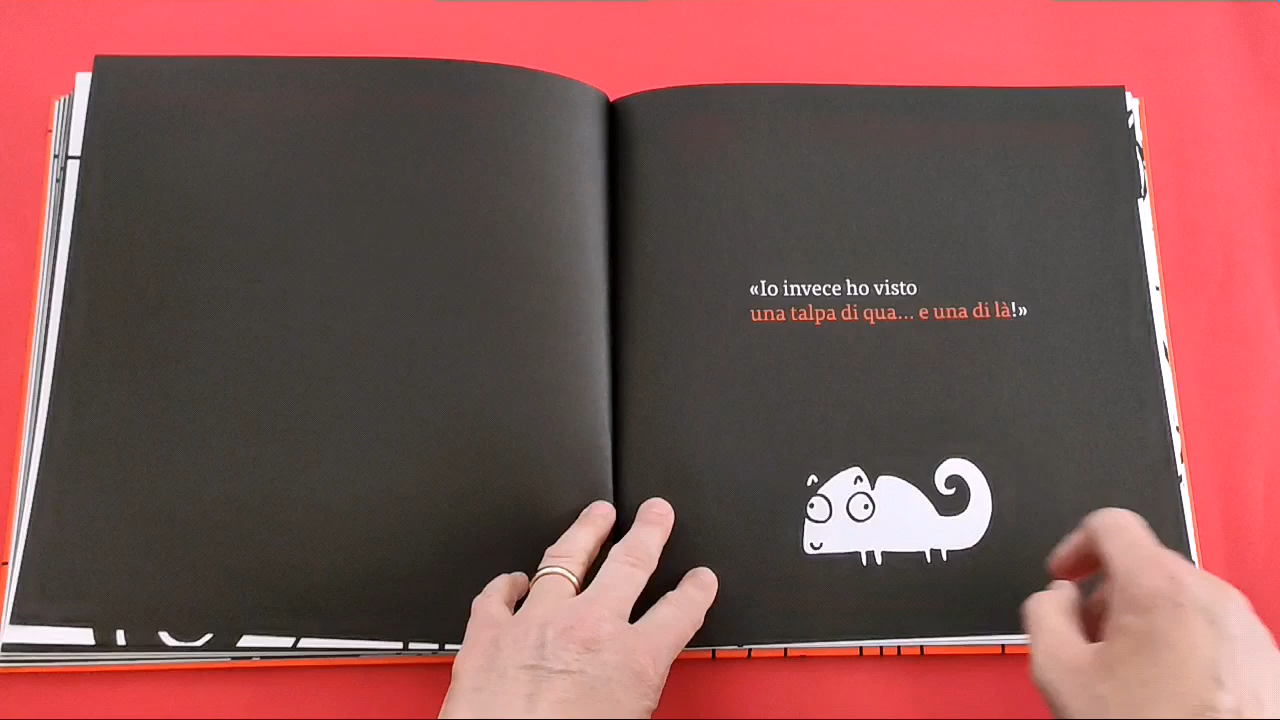 «Io invece ho visto
una talpa di qua... e una di là!»